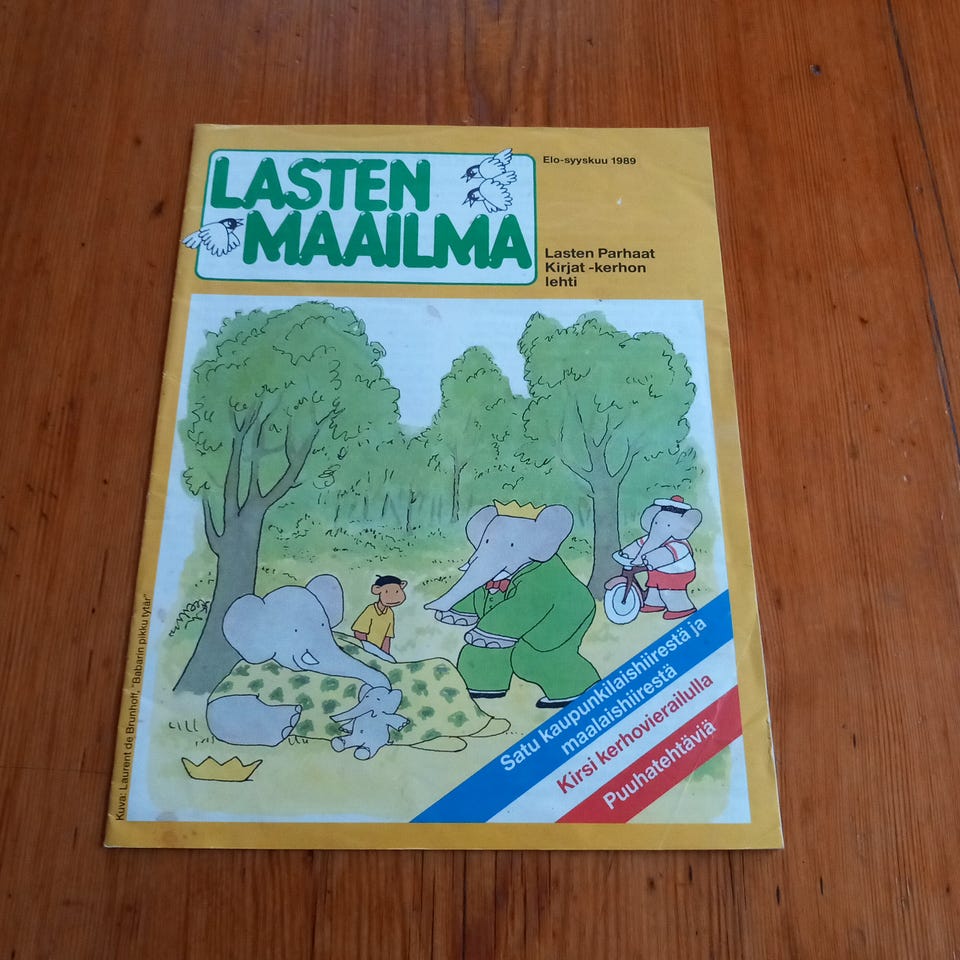 LASTEN
MAAILMA
Elo-syyskuu 1989
Lasten Parhaat
Kirjat -kerhon
lehti
Kuva: Laurent de Brunhoff, "Babarin pikku tytär"
Satu kaupunkilaishiirestä ja
maalaishiirestä
Kirsi kerhovierailulla
Puuhatehtäviä